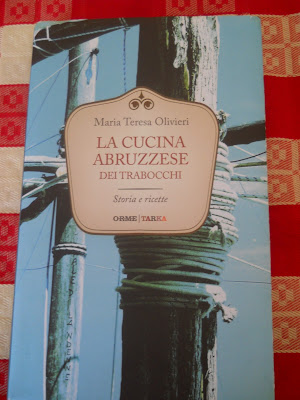 Maria Teresa Olivieri
LA CUCINA
ABRUZZESE
DEI TRABOCCHI
Storia e ricette
ORME | TARKA